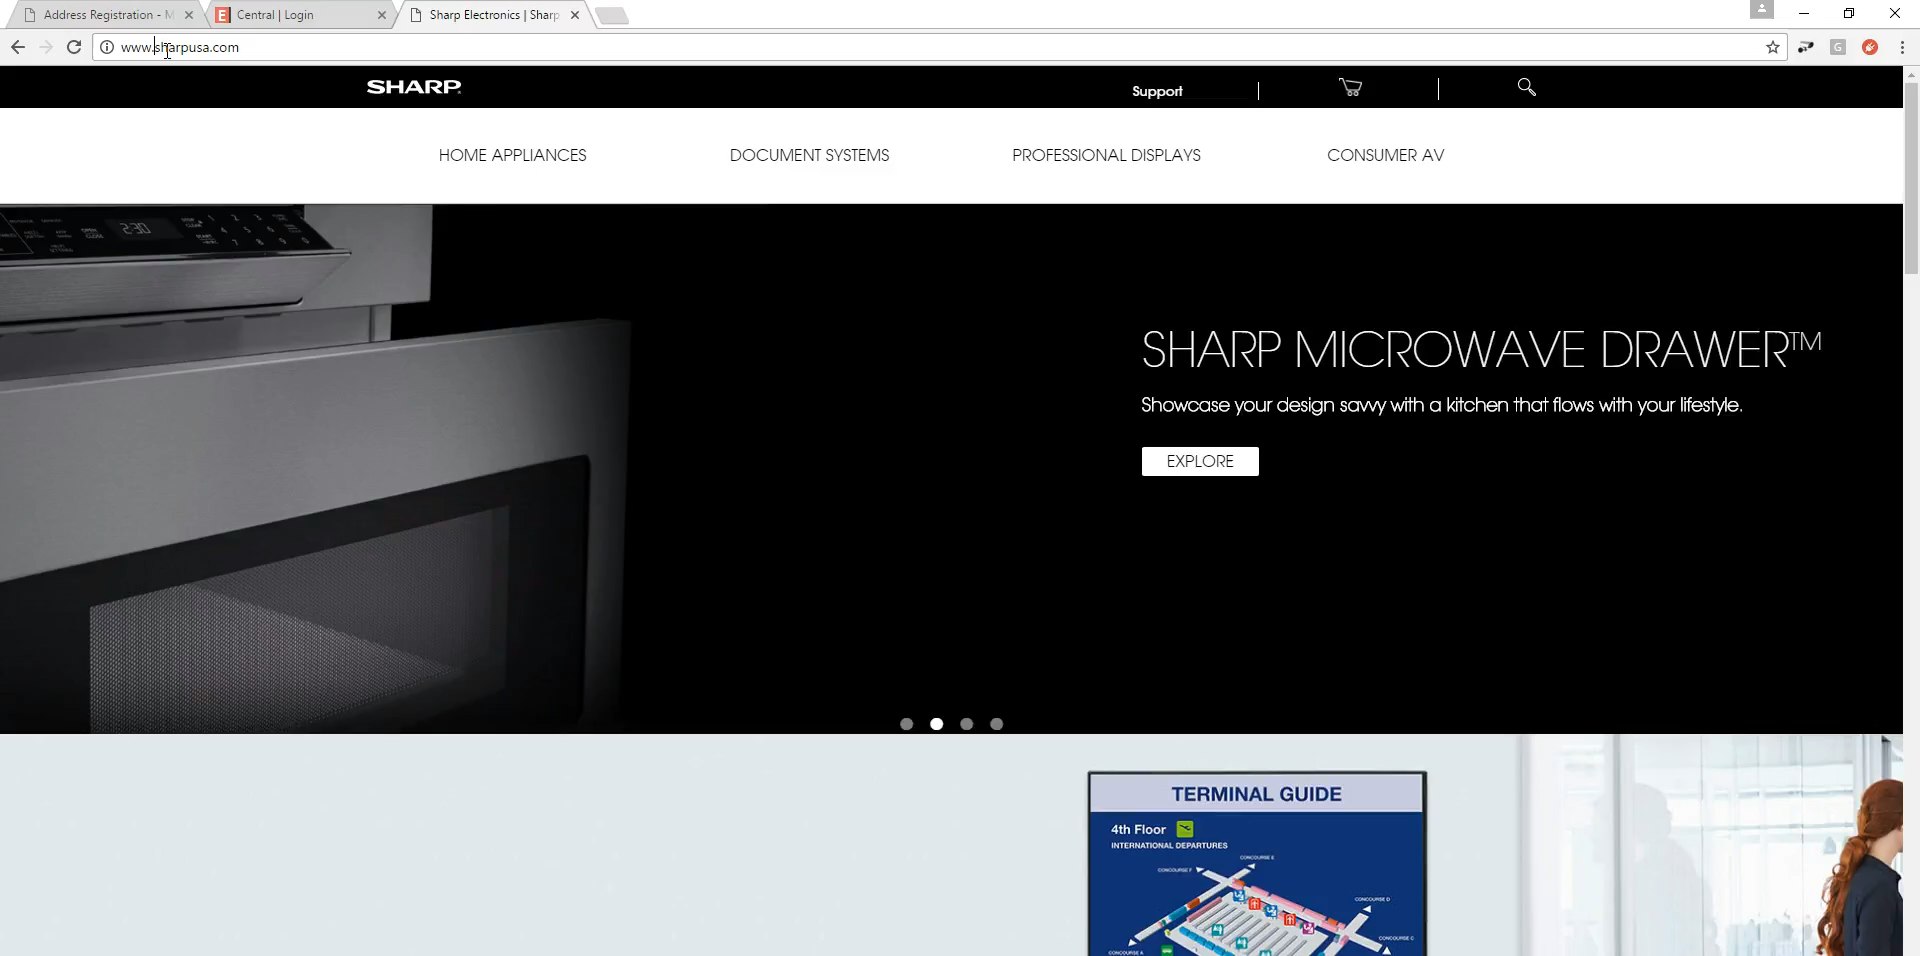 Address Registration - M
Central | Login
Sharp Electronics | Sharp
www.sharpusa.com
SHARP
Support
HOME APPLIANCES
DOCUMENT SYSTEMS
PROFESSIONAL DISPLAYS
CONSUMER AV
2:30
SHARP MICROWAVE DRAWER™
Showcase your design savvy with a kitchen that flows with your lifestyle.
EXPLORE
TERMINAL GUIDE
4th Floor
INTERNATIONAL DEPARTURES
CONCOURSE E
CONCOURSE F
CONCOURSE D
CONCOURSE C
CONCOURSE A